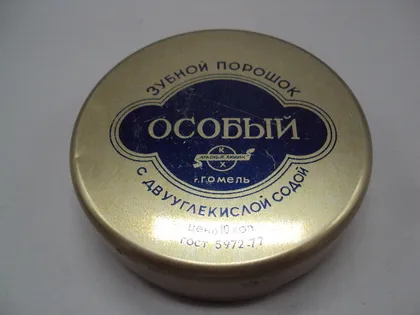 ЗУБНОЙ ПОРОШОК
ОСОБЫЙ
К
КРАСНЫЙ ХИМИК
Х
г.ГОМЕЛЬ
С ДВУУГЛЕКИСЛОЙ СОДОЙ
цена 10 коп
ГОСТ 5972-77